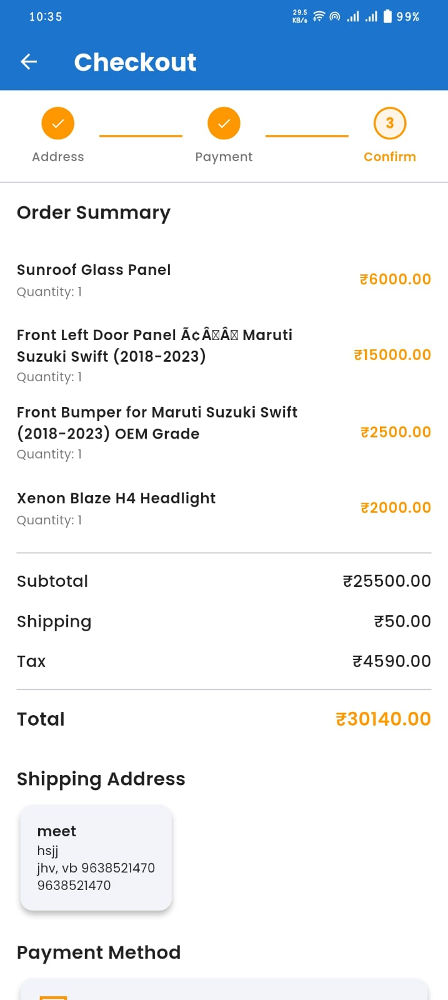 10:35
29.5
KB/s
99%
Checkout
3
Address
Payment
Confirm
Order Summary
Sunroof Glass Panel
₹6000.00
Quantity: 1
Front Left Door Panel Ã¢ÂÂ Maruti
Suzuki Swift (2018-2023)
₹15000.00
Quantity: 1
Front Bumper for Maruti Suzuki Swift
(2018-2023) OEM Grade
₹2500.00
Quantity: 1
Xenon Blaze H4 Headlight
₹2000.00
Quantity: 1
Subtotal
₹25500.00
Shipping
₹50.00
Tax
₹4590.00
Total
₹30140.00
Shipping Address
meet
hsjj
jhv, vb 9638521470
9638521470
Payment Method